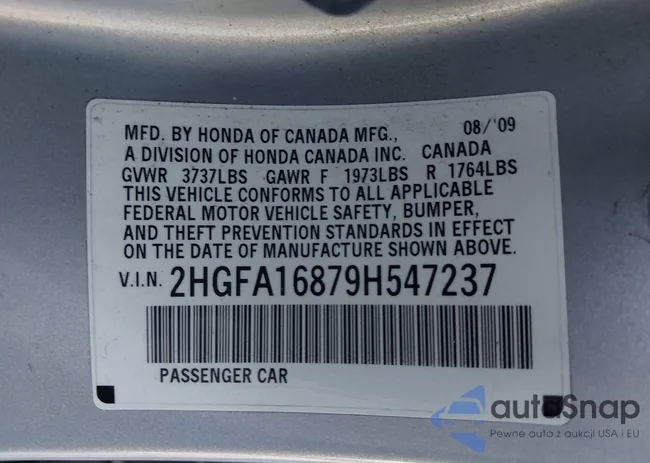 MFD. BY HONDA OF CANADA MFG., 08/'09
A DIVISION OF HONDA CANADA INC. CANADA
GVWR 3737LBS GAWR F 1973LBS R 1764LBS
THIS VEHICLE CONFORMS TO ALL APPLICABLE
FEDERAL MOTOR VEHICLE SAFETY, BUMPER,
AND THEFT PREVENTION STANDARDS IN EFFECT
ON THE DATE OF MANUFACTURE SHOWN ABOVE.
V.I.N. 2HGFA16879H547237
PASSENGER CAR
autoSnap
Pewne auta z aukcji USA i EU